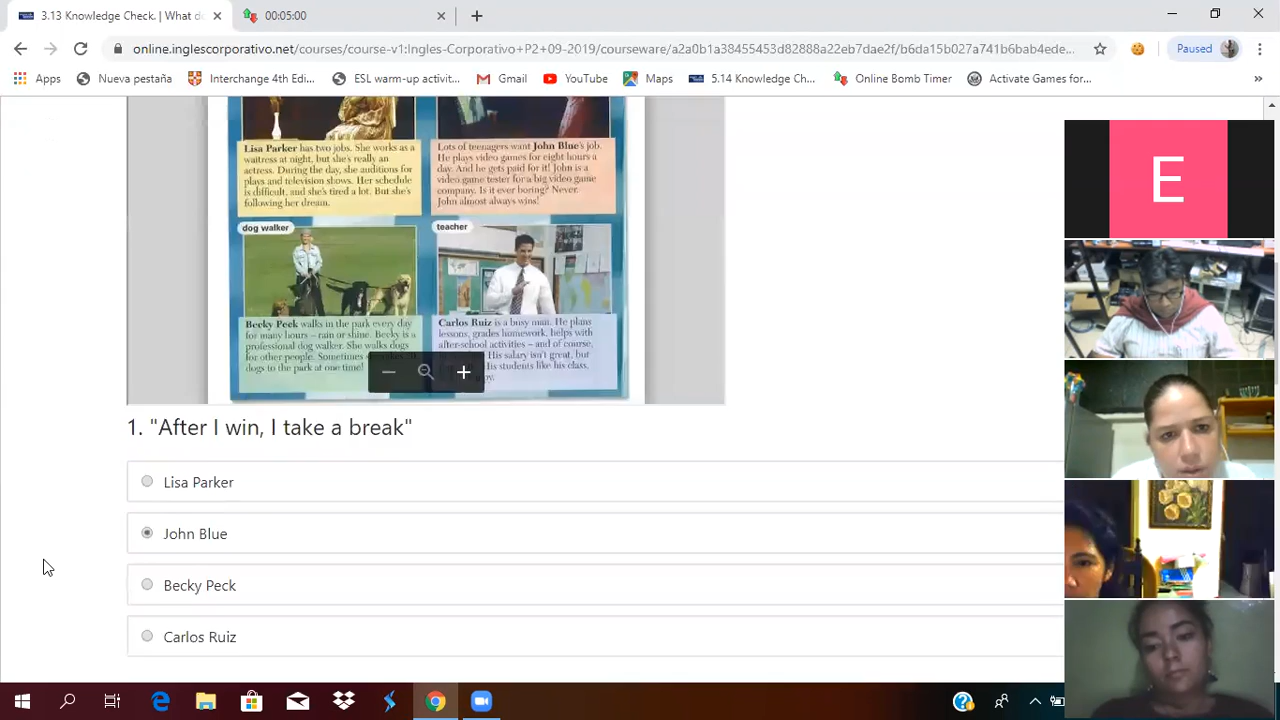 3.13 Knowledge Check. | What do
00:05:00
online.inglescorporativo.net/courses/course-v1:Ingles-Corporativo+P2+09-2019/courseware/a2a0b1a38455453d82888a22eb7dae2f/b6da15b027a741b6bab4ede...
Paused
Apps
Nueva pestaña
Interchange 4th Edi...
ESL warm-up activit...
Gmail
YouTube
Maps
5.14 Knowledge Ch...
Online Bomb Timer
Activate Games for...
»
Lisa Parker has two jobs. She works as a
waitress at night, but she's really an
actress. During the day, she auditions for
plays and television shows. Her schedule
is difficult, and she's tired a lot. But she's
following her dream.
Lots of teenagers want John Blue's job.
He plays video games for eight hours a
day. And he gets paid for it! John is a
video game tester for a big video game
company. Is it ever boring? Never.
John almost always wins!
dog walker
teacher
Becky Peck walks in the park every day
for many hours – rain or shine. Becky is a
professional dog walker. She walks dogs
for other people. Sometimes
dogs to the park at one time!
Carlos Ruiz is a busy man. He plans
lessons, grades homework, helps with
after-school activities – and of course,
His salary isn't great, but
His students like his class,
1. "After I win, I take a break"
Lisa Parker
John Blue
Becky Peck
Carlos Ruiz
E